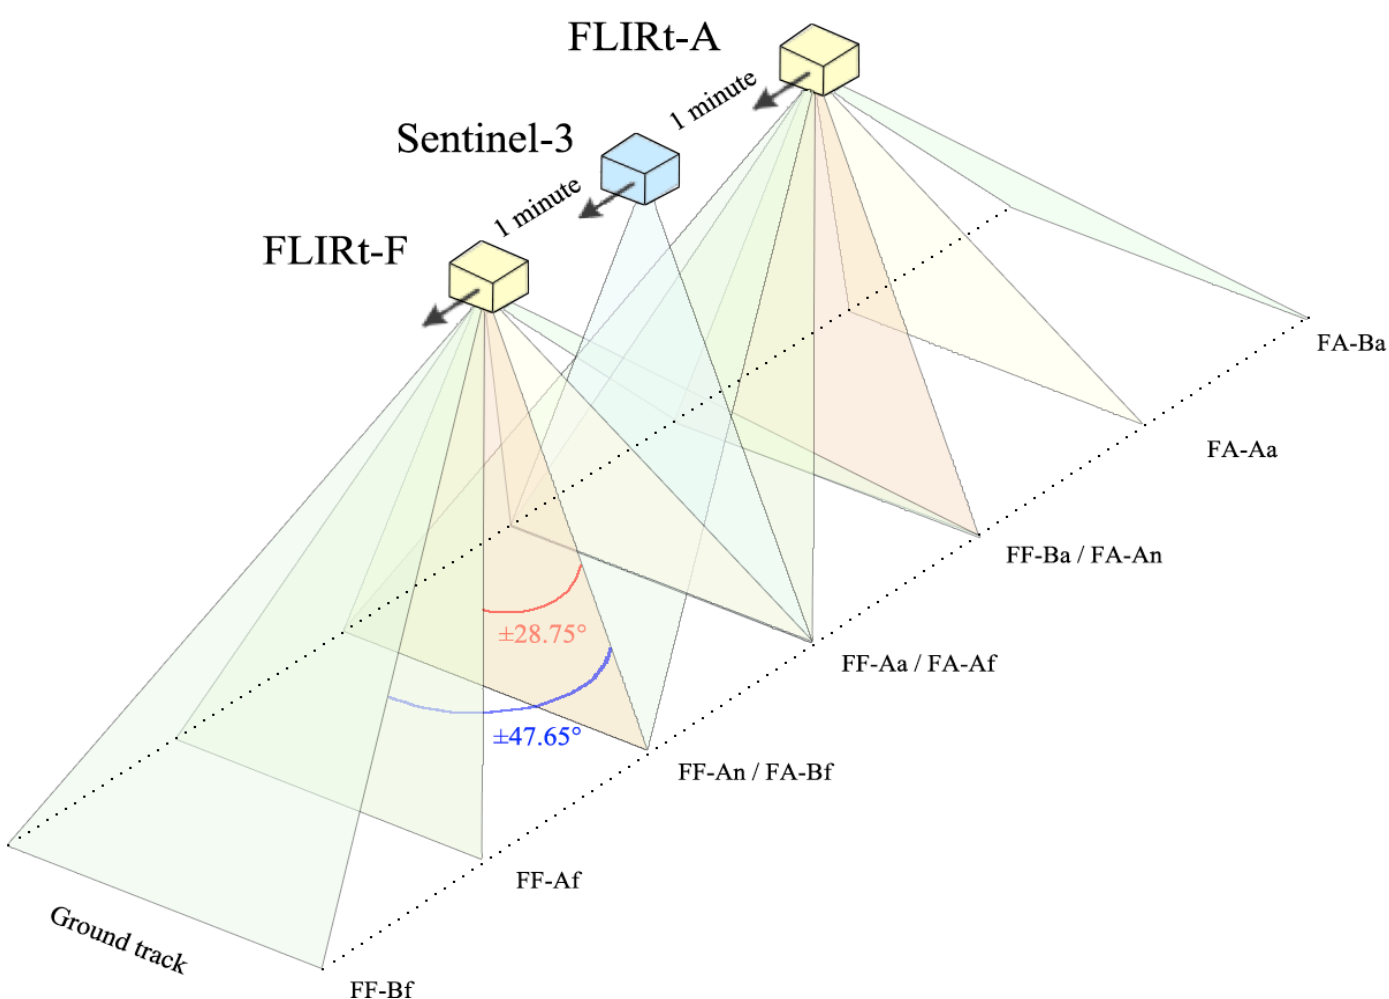 FLIRt-A
1 minute
Sentinel-3
1 minute
FLIRt-F
FA-Ba
FA-Aa
FF-Ba / FA-An
±28.75°
FF-Aa / FA-Af
±47.65°
FF-An / FA-Bf
FF-Af
Ground track
FF-Bf